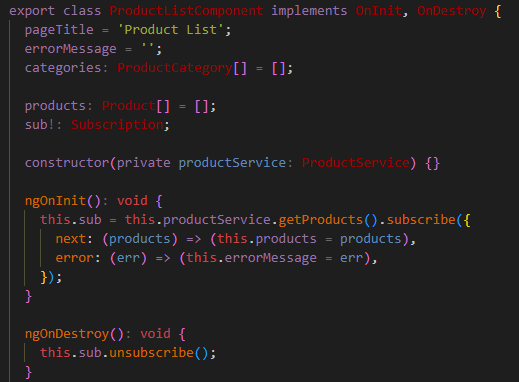 export class ProductListComponent implements OnInit, OnDestroy {
pageTitle = 'Product List';
errorMessage = '';
categories: ProductCategory[] = [];
products: Product[] = [];
sub!: Subscription;
constructor(private productService: ProductService) {}
ngOnInit(): void {
this.sub = this.productService.getProducts().subscribe({
next: (products) => (this.products = products),
error: (err) => (this.errorMessage = err),
});
}
ngOnDestroy(): void {
this.sub.unsubscribe();
}